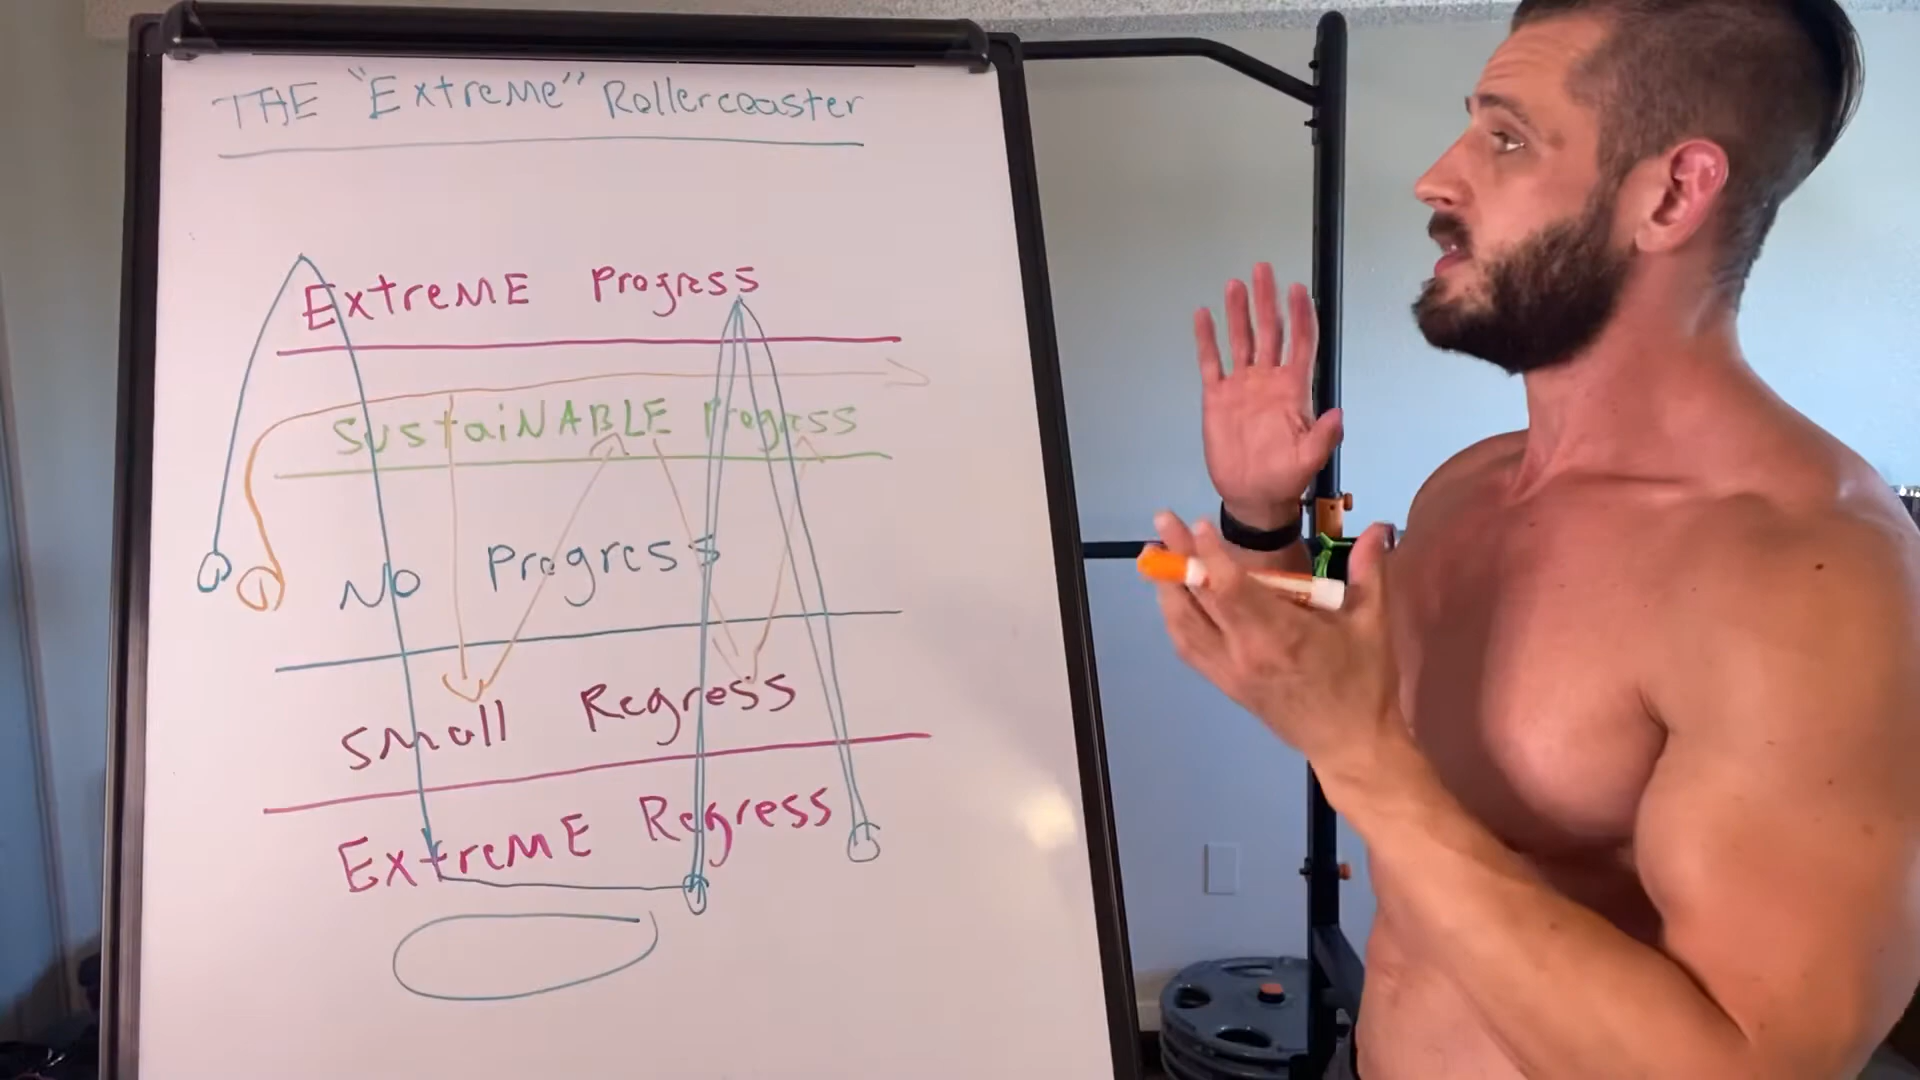 THE "Extreme" Rollercoaster
ExtremE Progress
SustaiNABLE Progress
No Progress
Small Regress
ExtremE Regress